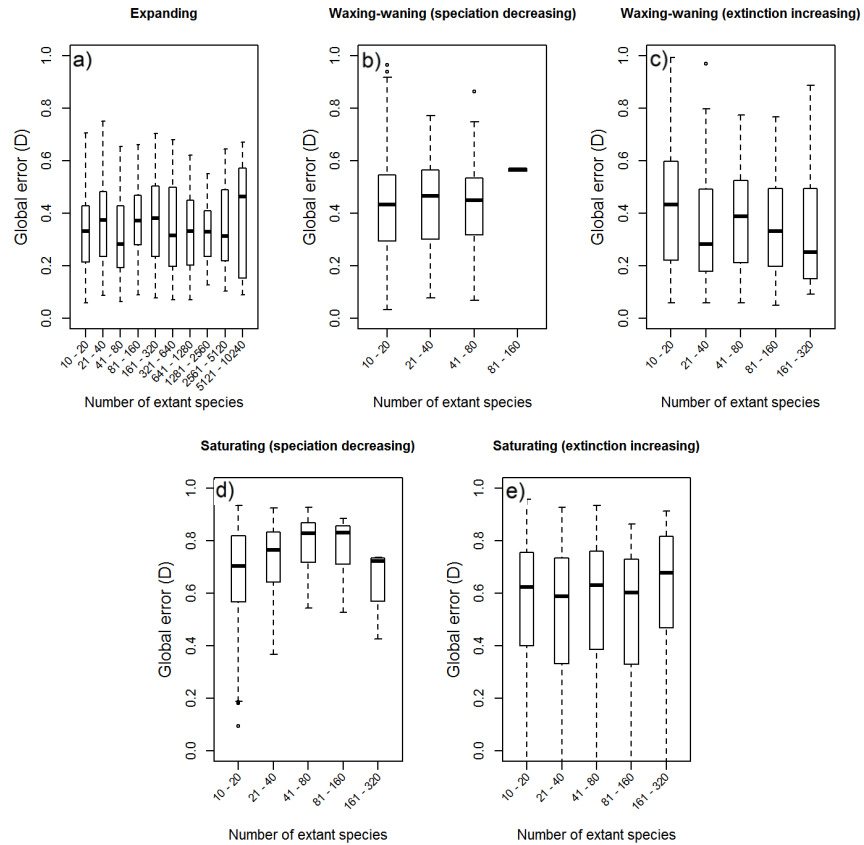 Expanding
a)
Global error (D)
1.0
0.8
0.6
0.4
0.2
0.0
10 - 20
21 - 40
41 - 80
81 - 160
161 - 320
321 - 640
641 - 1280
1281 - 2560
2561 - 5120
5121 - 10240
Number of extant species
Waxing-waning (speciation decreasing)
b)
Global error (D)
1.0
0.8
0.6
0.4
0.2
0.0
10 - 20
21 - 40
41 - 80
81 - 160
Number of extant species
Waxing-waning (extinction increasing)
c)
Global error (D)
1.0
0.8
0.6
0.4
0.2
0.0
10 - 20
21 - 40
41 - 80
81 - 160
161 - 320
Number of extant species
Saturating (speciation decreasing)
d)
Global error (D)
1.0
0.8
0.6
0.4
0.2
0.0
10 - 20
21 - 40
41 - 80
81 - 160
161 - 320
Number of extant species
Saturating (extinction increasing)
e)
Global error (D)
1.0
0.8
0.6
0.4
0.2
0.0
10 - 20
21 - 40
41 - 80
81 - 160
161 - 320
Number of extant species